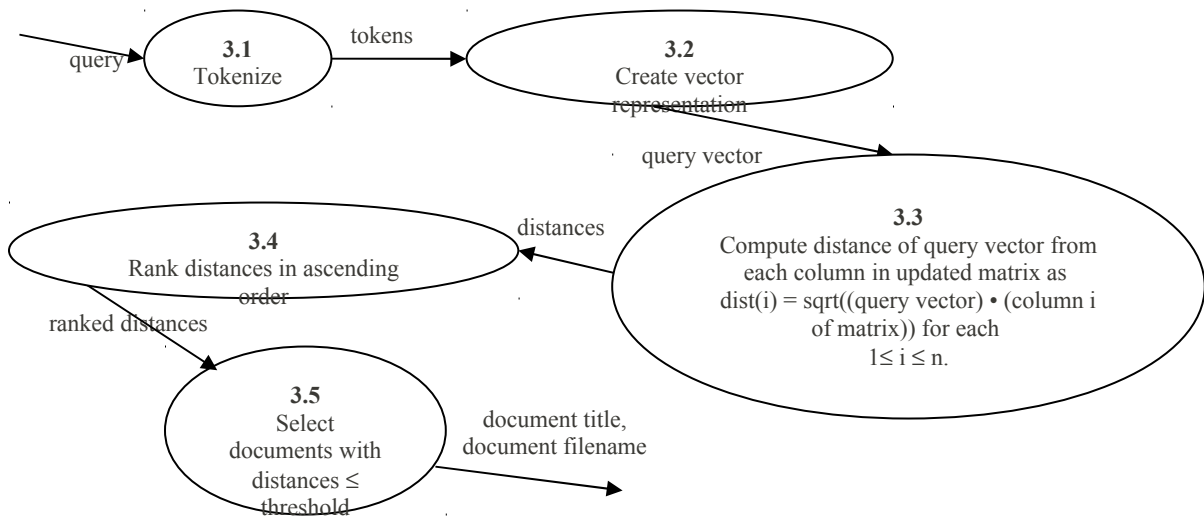 query
3.1
Tokenize
tokens
3.2
Create vector
representation
query vector
3.3
Compute distance of query vector from
each column in updated matrix as
dist(i) = sqrt((query vector) • (column i
of matrix)) for each
1≤ i ≤ n.
distances
3.4
Rank distances in ascending
order
ranked distances
3.5
Select
documents with
distances ≤
threshold
document title,
document filename